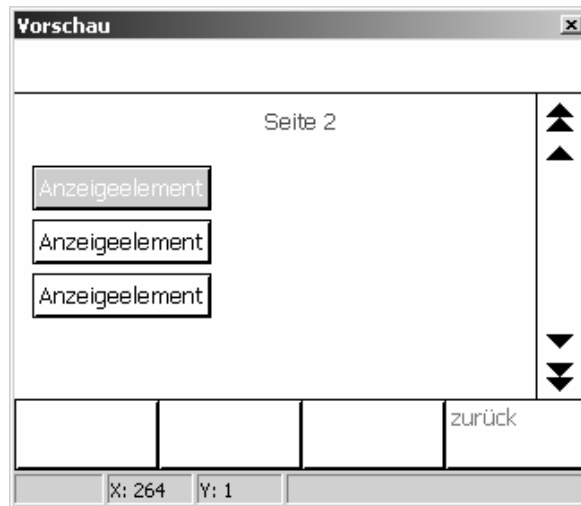 Vorschau
Seite 2
Anzeigeelement
Anzeigeelement
Anzeigeelement
zurück
X: 264 Y: 1